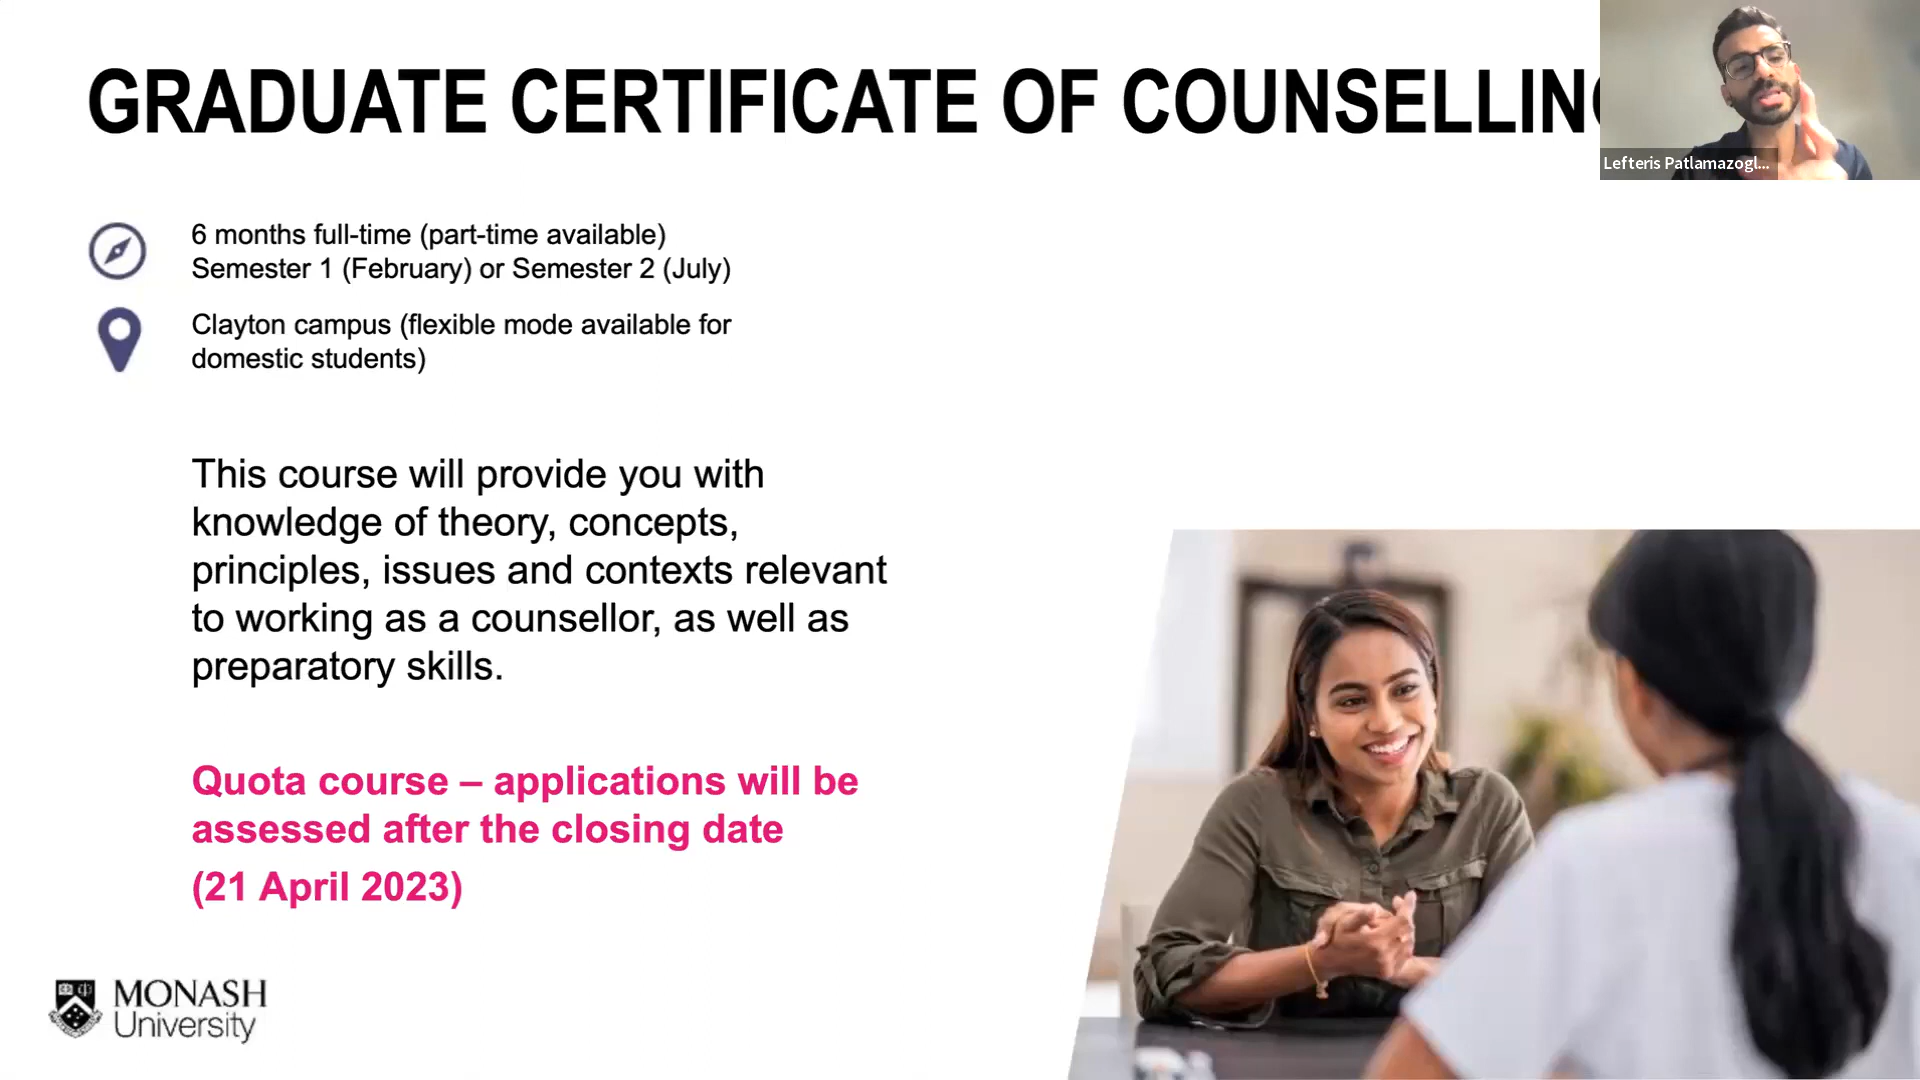 GRADUATE CERTIFICATE OF COUNSELLING
Lefteris Patlamazogl...
6 months full-time (part-time available)
Semester 1 (February) or Semester 2 (July)
Clayton campus (flexible mode available for
domestic students)
This course will provide you with
knowledge of theory, concepts,
principles, issues and contexts relevant
to working as a counsellor, as well as
preparatory skills.
Quota course – applications will be
assessed after the closing date
(21 April 2023)
MONASH
University